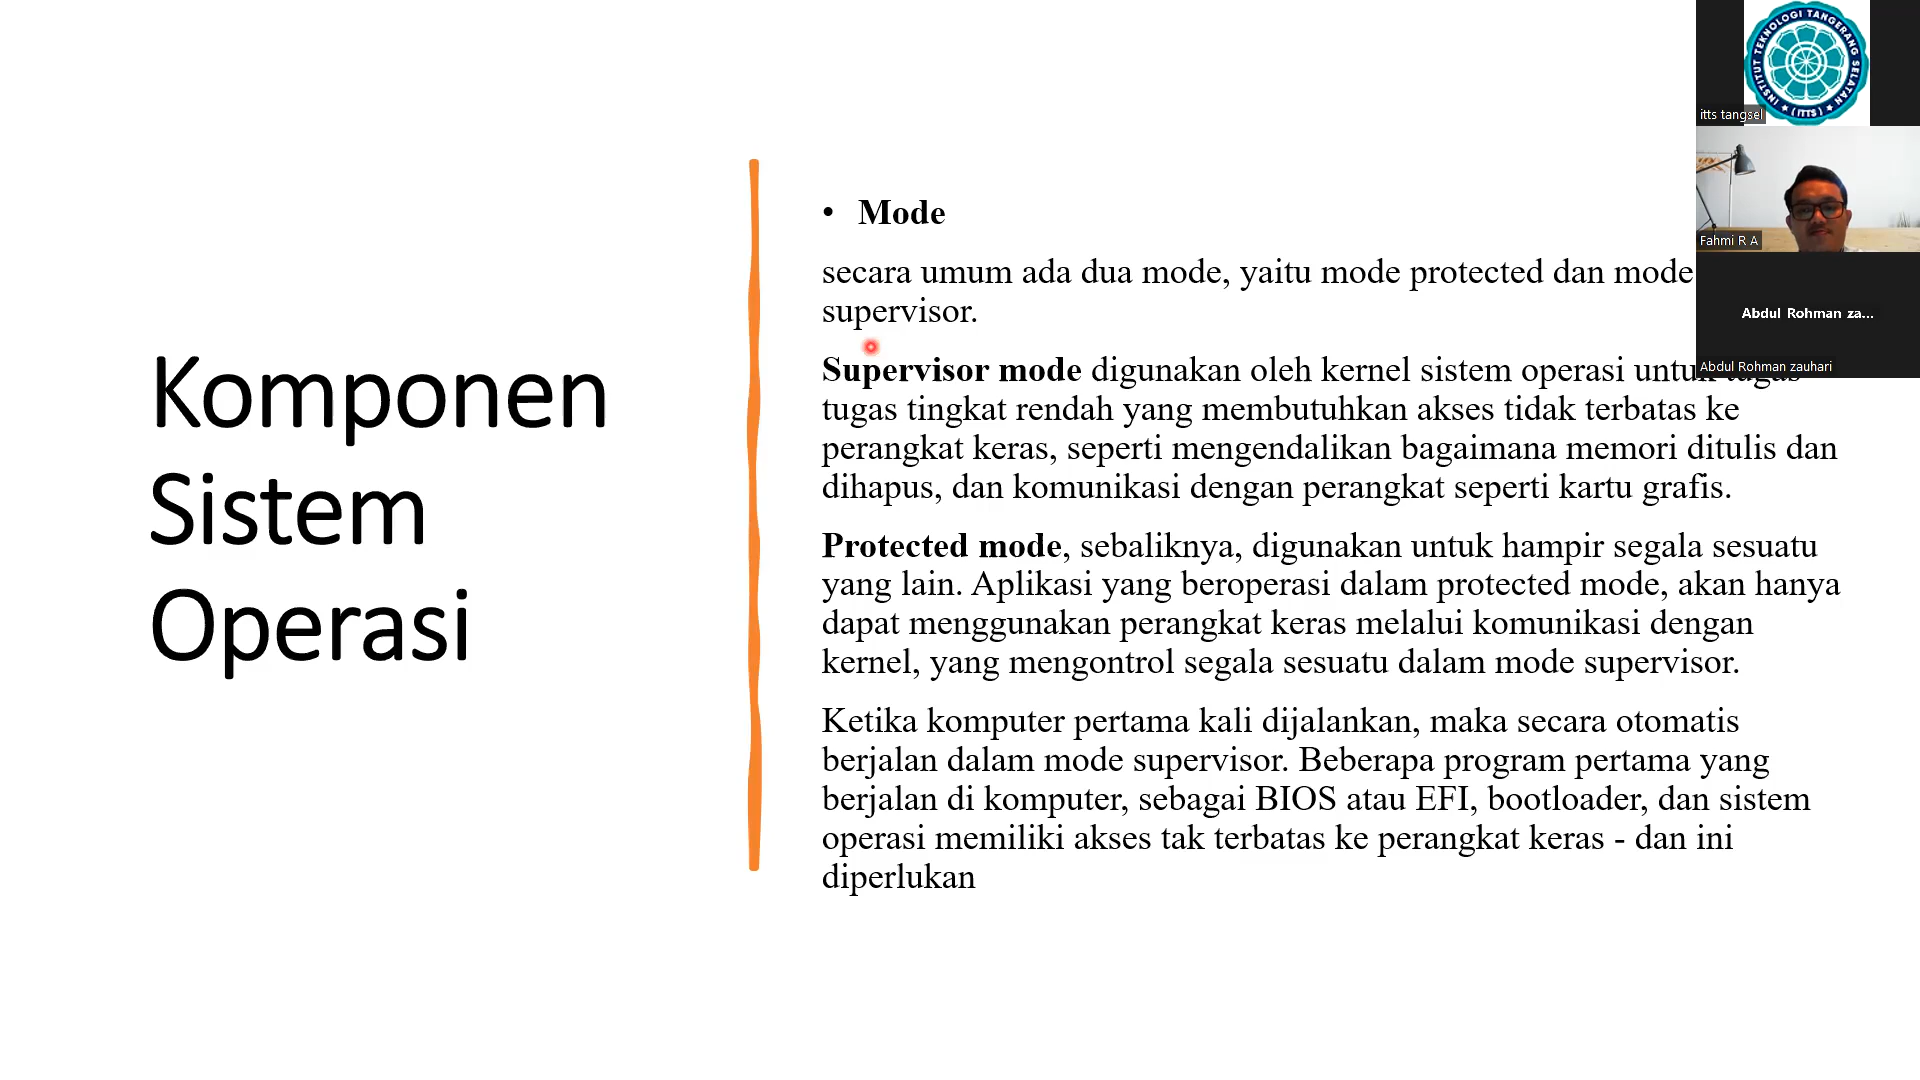 Komponen
Sistem
Operasi
• Mode
secara umum ada dua mode, yaitu mode protected dan mode
supervisor.
Supervisor mode digunakan oleh kernel sistem operasi untuk tugas
tugas tingkat rendah yang membutuhkan akses tidak terbatas ke
perangkat keras, seperti mengendalikan bagaimana memori ditulis dan
dihapus, dan komunikasi dengan perangkat seperti kartu grafis.
Protected mode, sebaliknya, digunakan untuk hampir segala sesuatu
yang lain. Aplikasi yang beroperasi dalam protected mode, akan hanya
dapat menggunakan perangkat keras melalui komunikasi dengan
kernel, yang mengontrol segala sesuatu dalam mode supervisor.
Ketika komputer pertama kali dijalankan, maka secara otomatis
berjalan dalam mode supervisor. Beberapa program pertama yang
berjalan di komputer, sebagai BIOS atau EFI, bootloader, dan sistem
operasi memiliki akses tak terbatas ke perangkat keras - dan ini
diperlukan
INSTITUT TEKNOLOGI TANGERANG SELATAN
(ITTS)
itts tangsel
Fahmi R A
Abdul Rohman za...
Abdul Rohman zauhari